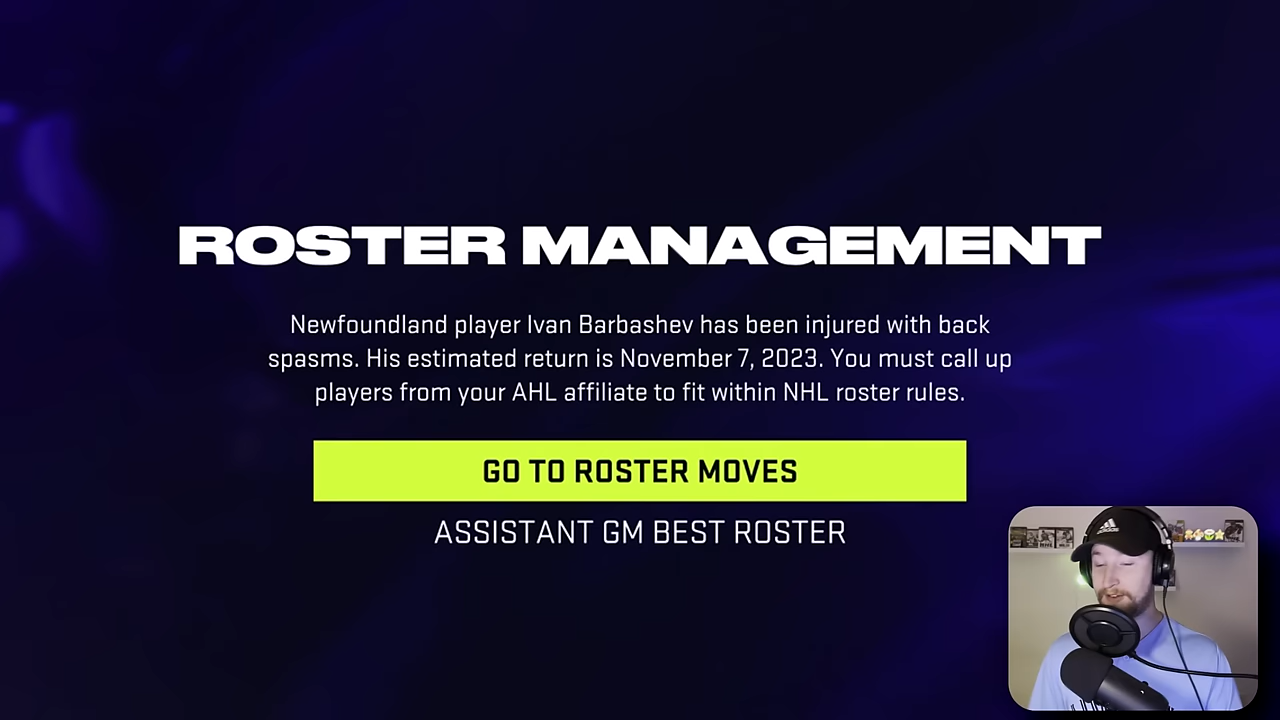 ROSTER MANAGEMENT
Newfoundland player Ivan Barbashev has been injured with back
spasms. His estimated return is November 7, 2023. You must call up
players from your AHL affiliate to fit within NHL roster rules.
GO TO ROSTER MOVES
ASSISTANT GM BEST ROSTER